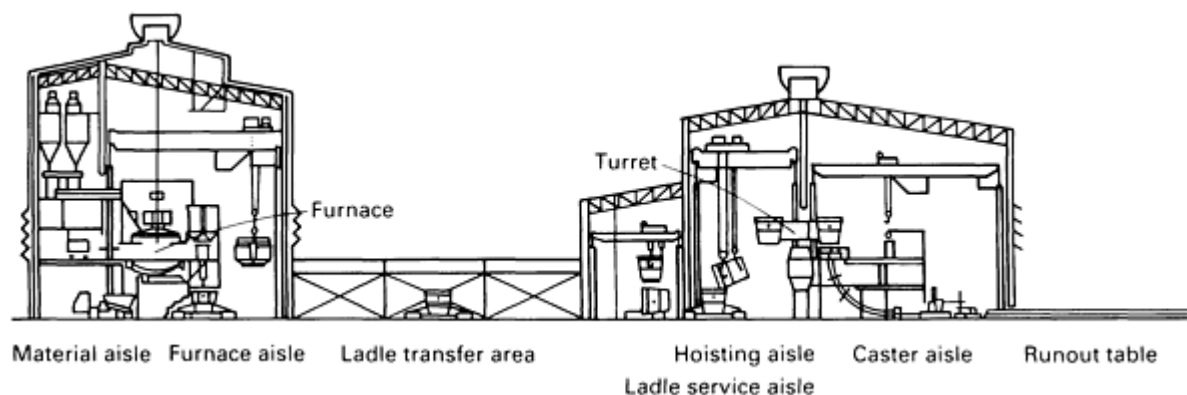 Turret
Furnace
Material aisle Furnace aisle Ladle transfer area Hoisting aisle Caster aisle Runout table
Ladle service aisle